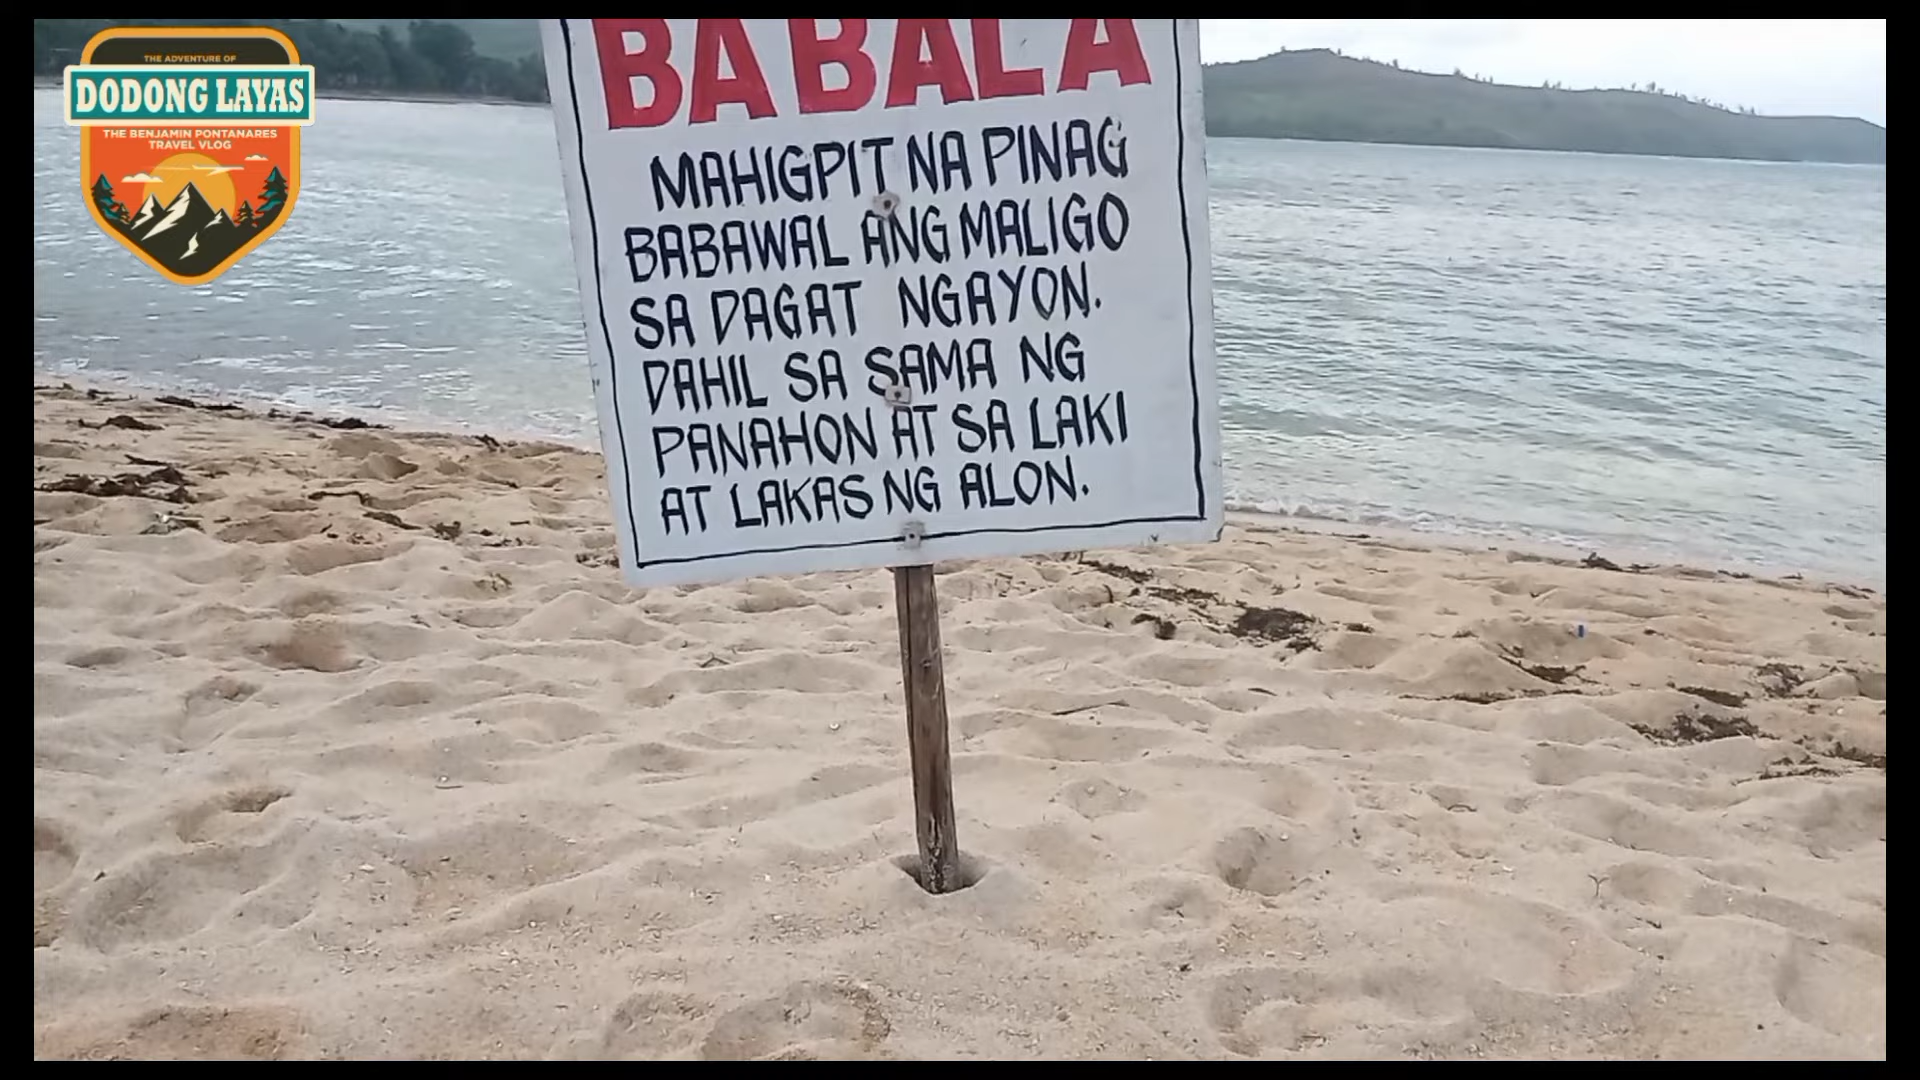 THE ADVENTURE OF
DODONG LAYAS
THE BENJAMIN PONTANARES
TRAVEL VLOG
BABALA
MAHIGPIT NA PINAG
BABAWAL ANG MALIGO
SA DAGAT NGAYON.
DAHIL SA SAMA NG
PANAHON AT SA LAKI
AT LAKAS NG ALON.